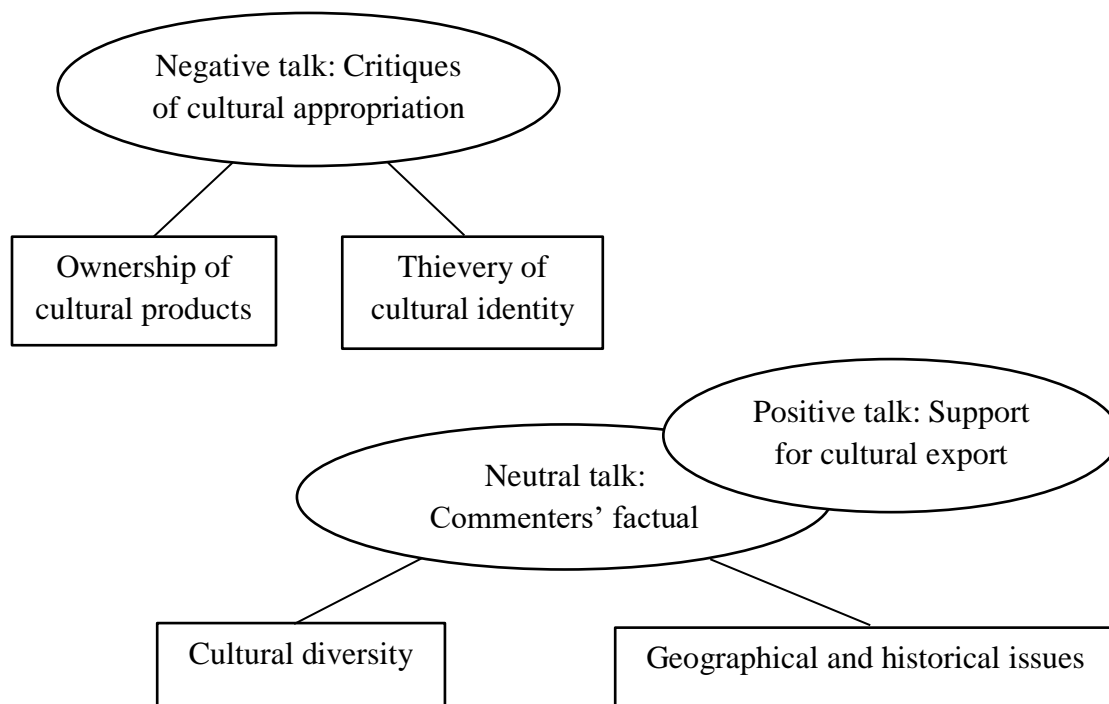 Negative talk: Critiques
of cultural appropriation
Ownership of
cultural products
Thievery of
cultural identity
Positive talk: Support
for cultural export
Neutral talk:
Commenters’ factual
Cultural diversity
Geographical and historical issues